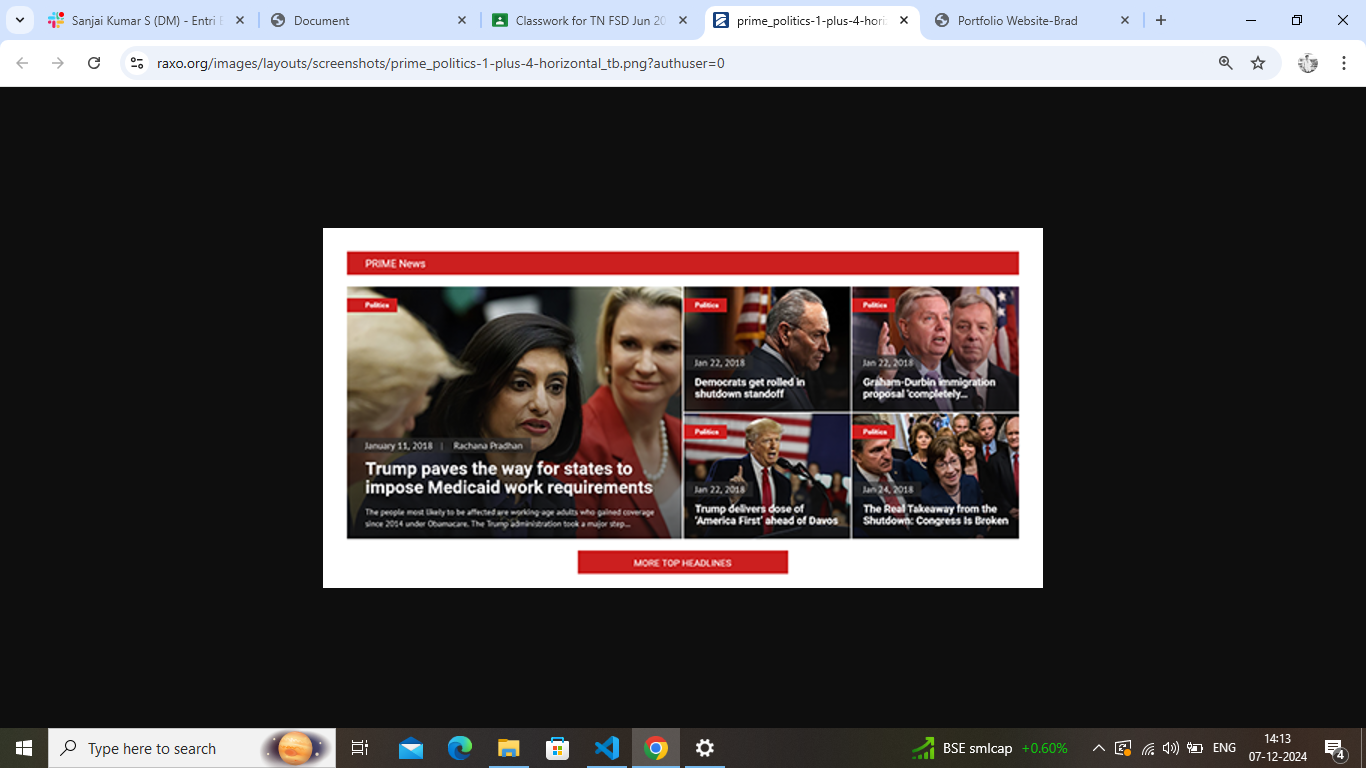 Sanjai Kumar S (DM) - Entri E
Document
Classwork for TN FSD Jun 20
prime_politics-1-plus-4-horiz
Portfolio Website-Brad
raxo.org/images/layouts/screenshots/prime_politics-1-plus-4-horizontal_tb.png?authuser=0
PRIME News
Politics
January 11, 2018 | Rachana Pradhan
Trump paves the way for states to
impose Medicaid work requirements
The people most likely to be affected are working-age adults who gained coverage
since 2014 under Obamacare. The Trump administration took a major step...
Politics
Jan 22, 2018
Democrats get rolled in
shutdown standoff
Politics
Jan 22, 2018
Graham-Durbin immigration
proposal 'completely...
Politics
Jan 22, 2018
Trump delivers dose of
'America First' ahead of Davos
Politics
Jan 24, 2018
The Real Takeaway from the
Shutdown: Congress Is Broken
MORE TOP HEADLINES
Type here to search
BSE smlcap +0.60%
ENG
14:13
07-12-2024
4